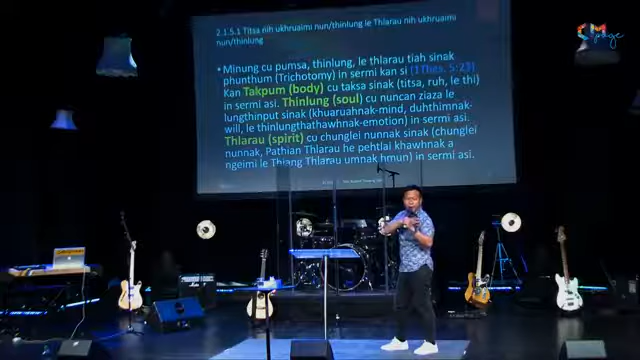 2.1.5.1 Titsa nih ukhruaimi nun/thinlung le Thlarau nih ukhruaimi
nun/thinlung
• Minung cu pumsa, thinlung, le thlarau tiah sinak
phunthum (Trichotomy) in sermi kan si (1 Thes. 5:23)
Kan Takpum (body) cu taksa sinak (titsa, ruh, le thi)
in sermi asi. Thinlung (soul) cu nuncan ziaza le
lungthinput sinak (khuaruahnak-mind, duhthimnak-
will, le thinlungthathawhnak-emotion) in sermi asi.
Thlarau (spirit) cu chunglei nunnak sinak (chunglei
nunnak, Pathian Thlarau he pehtlai khawhnak a
ngeimi le Thiang Thlarau umnak hmun) in sermi asi.